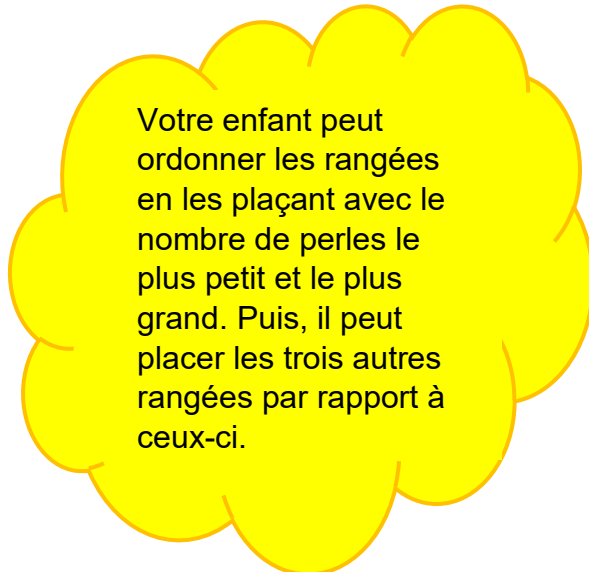 Votre enfant peut
ordonner les rangées
en les plaçant avec le
nombre de perles le
plus petit et le plus
grand. Puis, il peut
placer les trois autres
rangées par rapport à
ceux-ci.